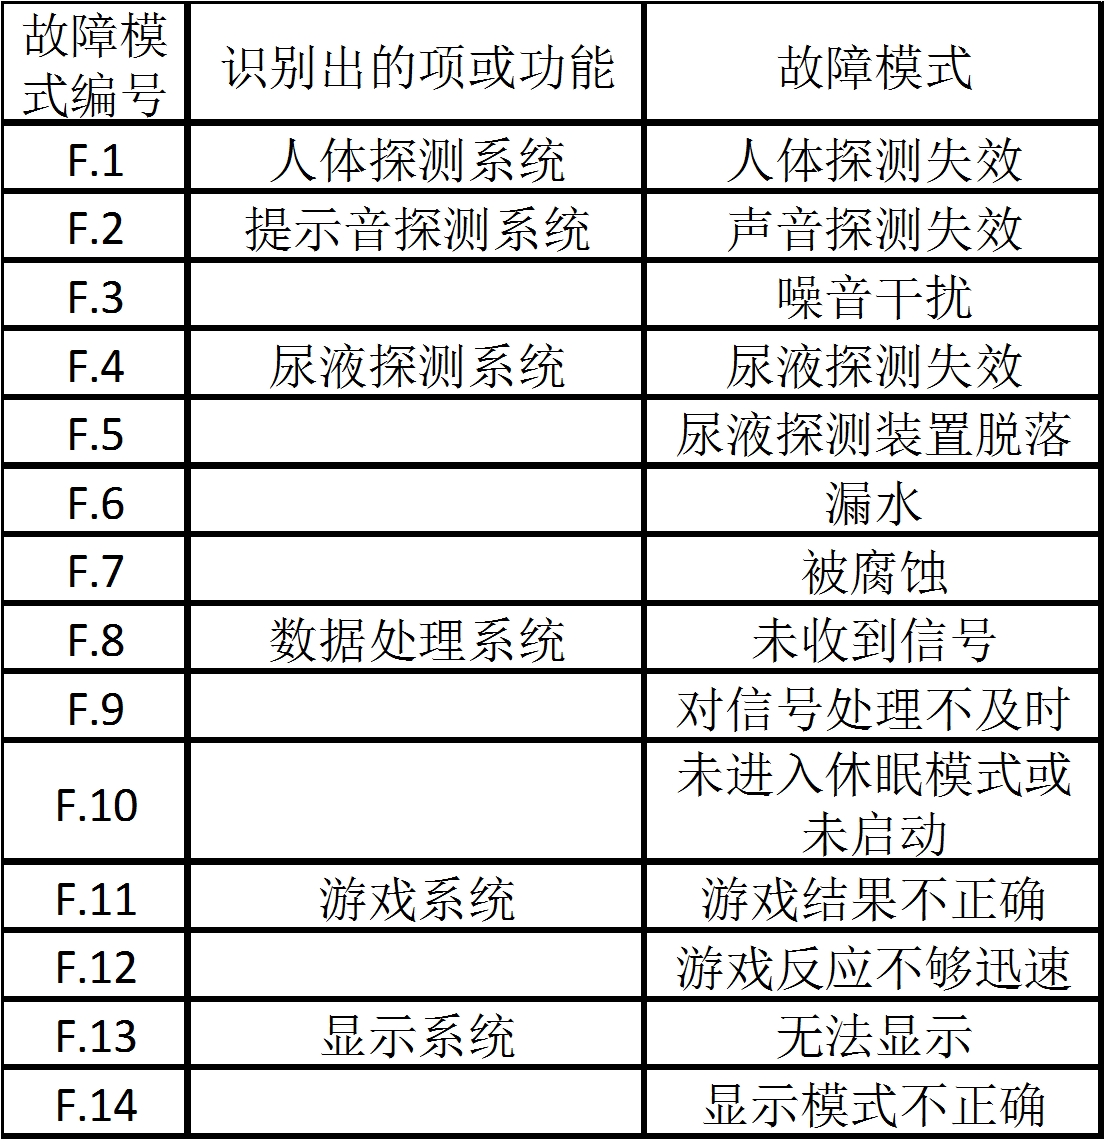 故障模
式编号
识别出的项或功能
故障模式
F.1
人体探测系统
人体探测失效
F.2
提示音探测系统
声音探测失效
F.3
噪音干扰
F.4
尿液探测系统
尿液探测失效
F.5
尿液探测装置脱落
F.6
漏水
F.7
被腐蚀
F.8
数据处理系统
未收到信号
F.9
对信号处理不及时
F.10
未进入休眠模式或
未启动
F.11
游戏系统
游戏结果不正确
F.12
游戏反应不够迅速
F.13
显示系统
无法显示
F.14
显示模式不正确